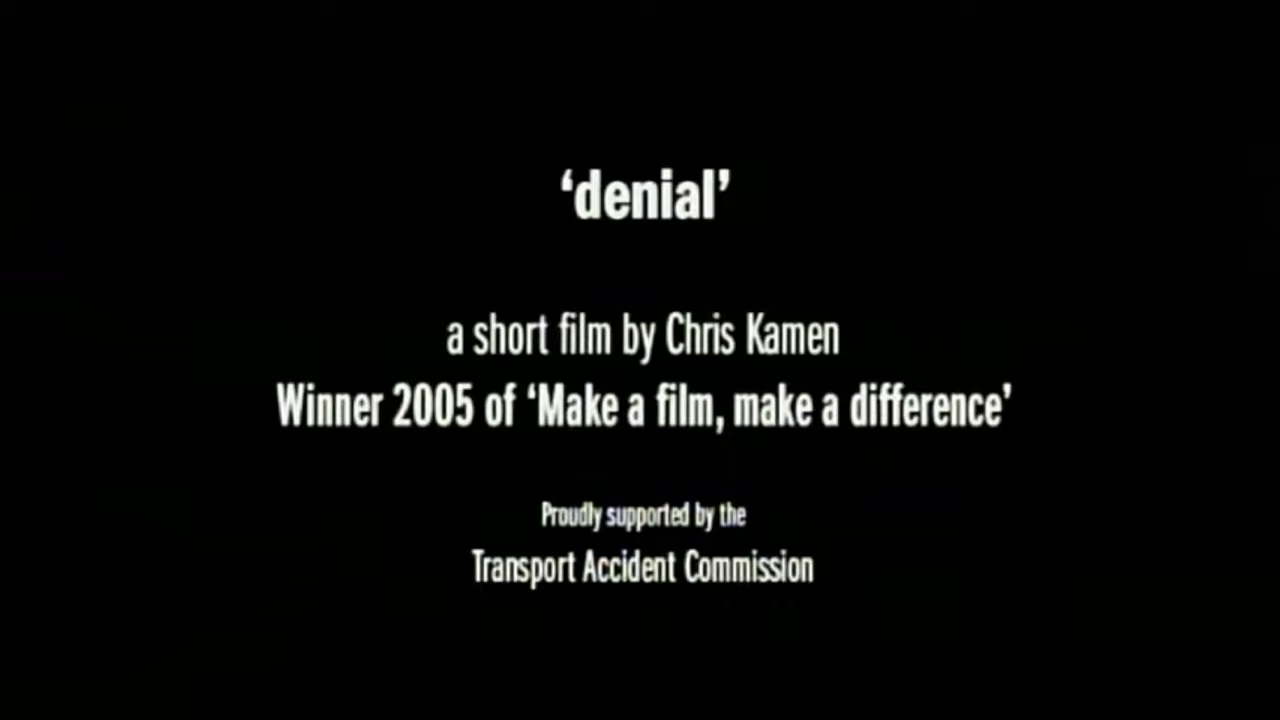 ‘denial’
a short film by Chris Kamen
Winner 2005 of ‘Make a film, make a difference’
Proudly supported by the
Transport Accident Commission